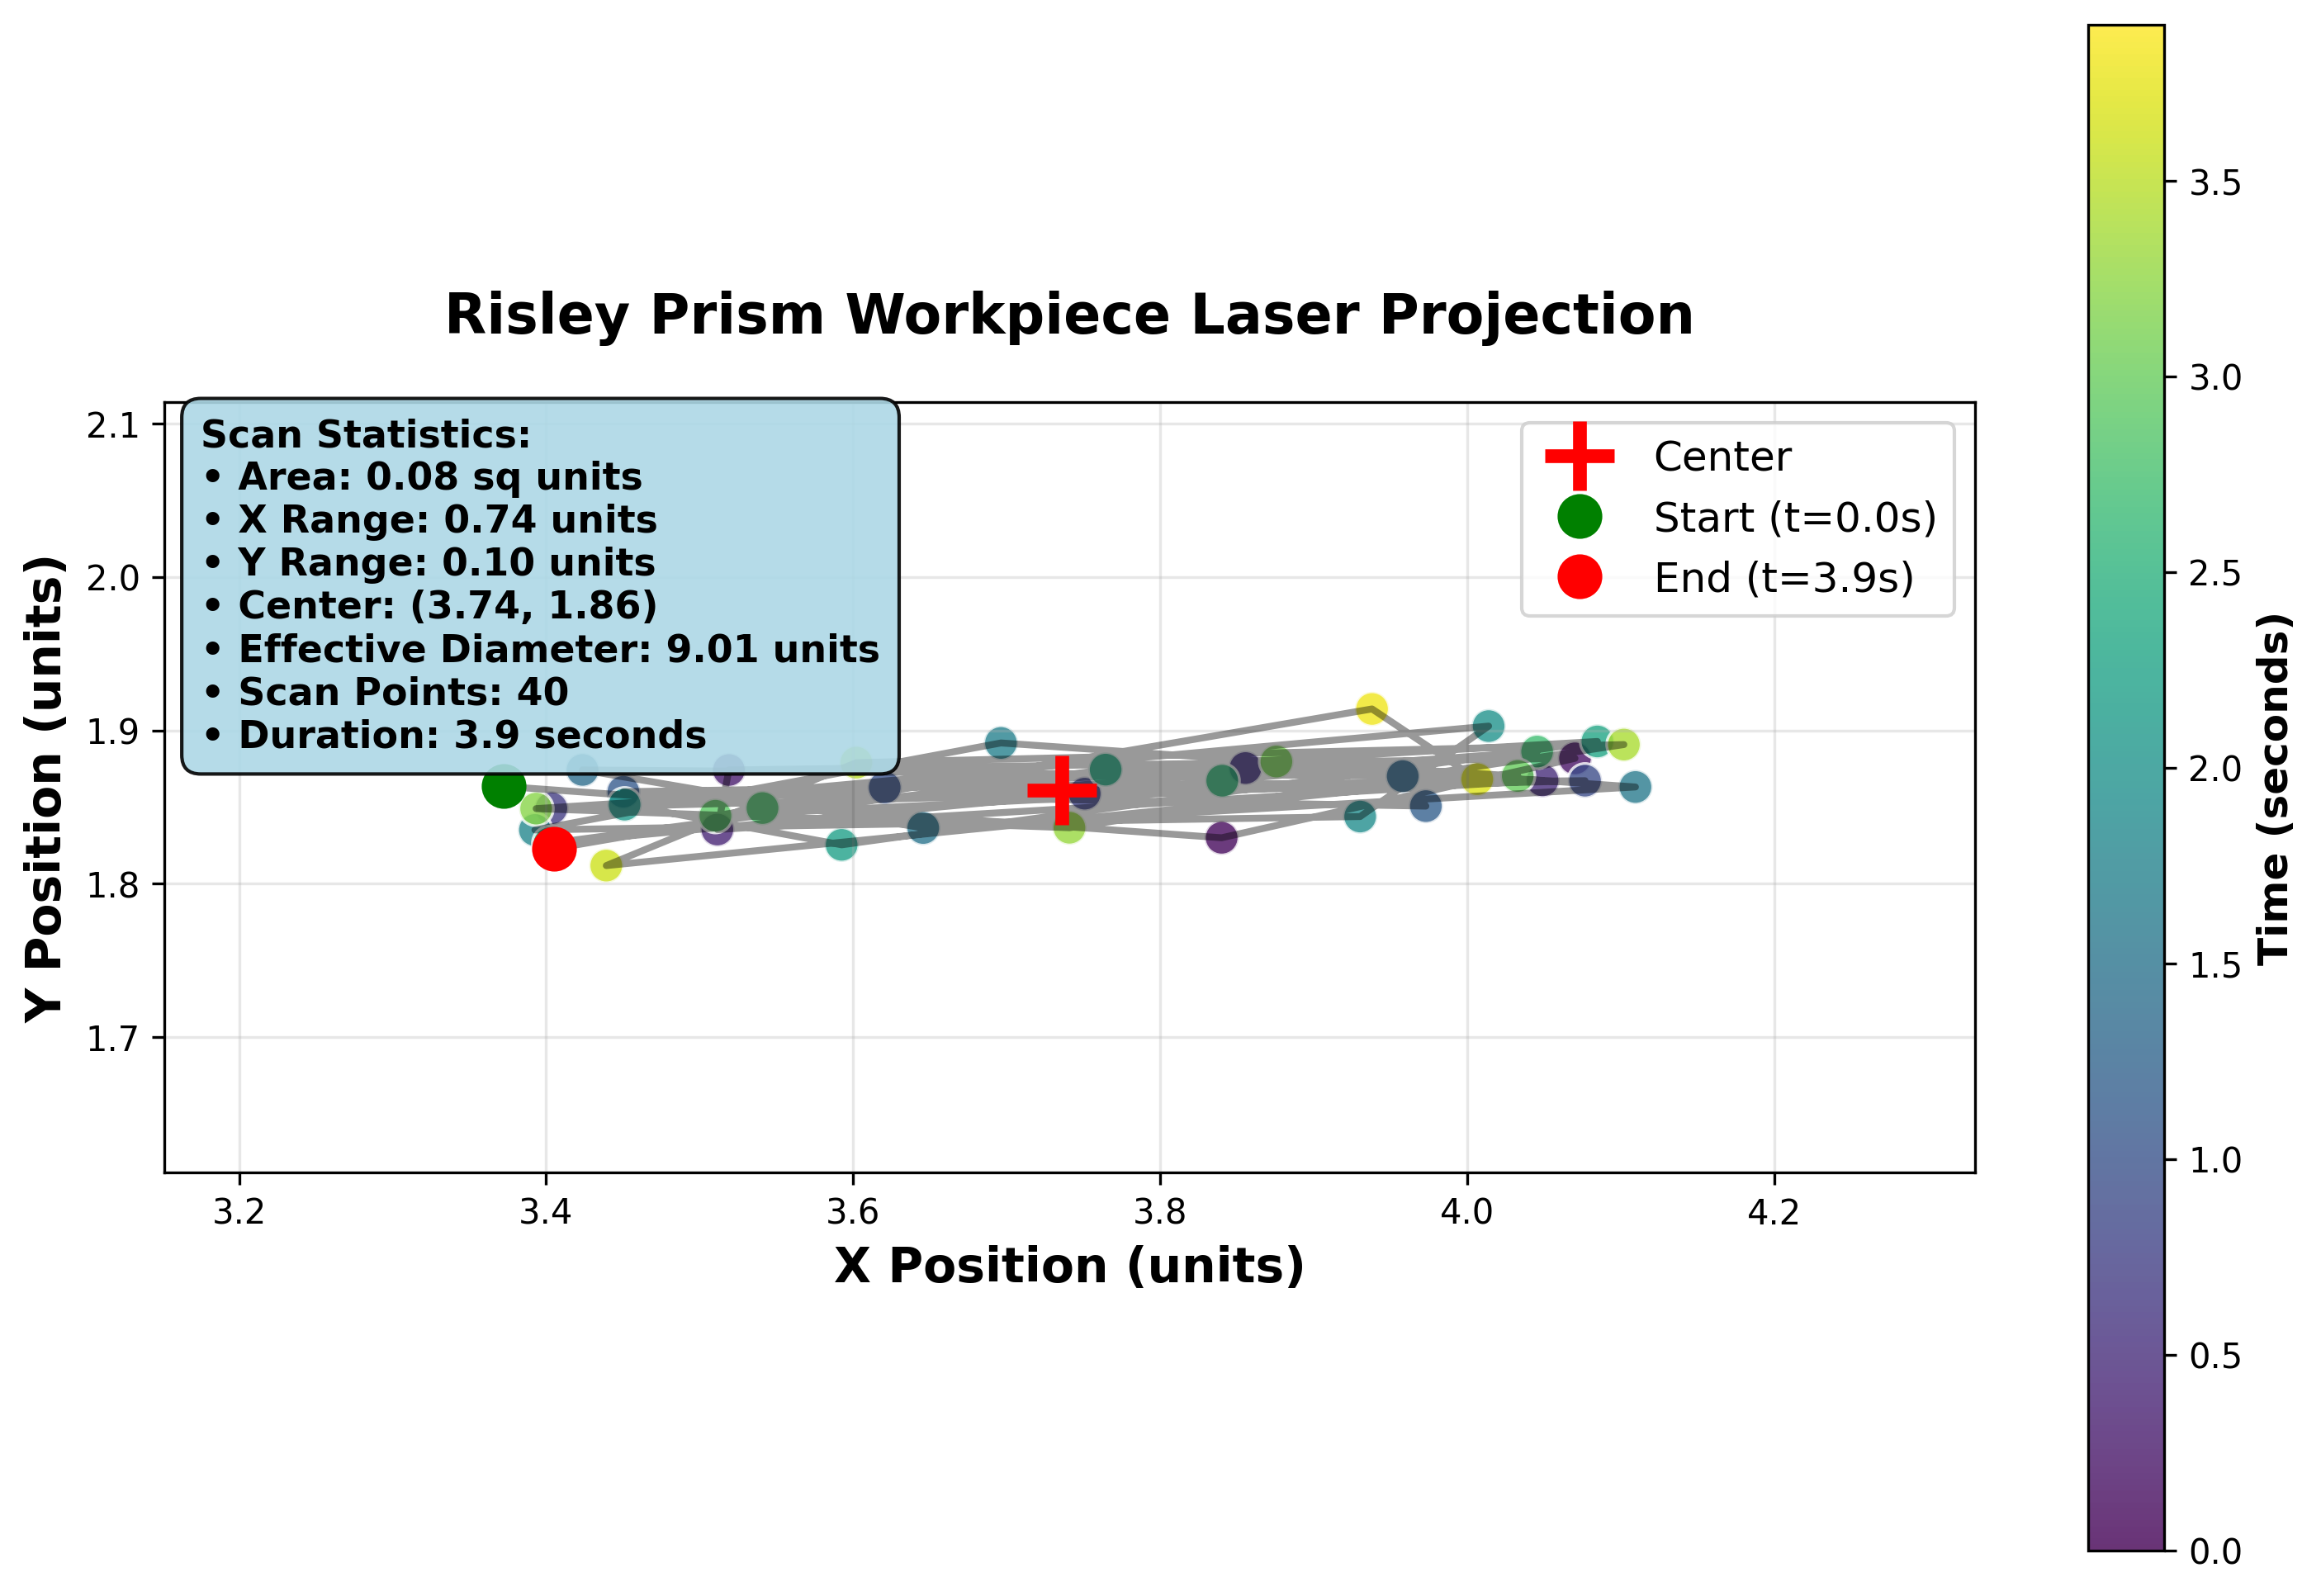 Risley Prism Workpiece Laser Projection
Scan Statistics:
• Area: 0.08 sq units
• X Range: 0.74 units
• Y Range: 0.10 units
• Center: (3.74, 1.86)
• Effective Diameter: 9.01 units
• Scan Points: 40
• Duration: 3.9 seconds
Center
Start (t=0.0s)
End (t=3.9s)
Y Position (units)
2.1
2.0
1.9
1.8
1.7
3.2 3.4 3.6 3.8 4.0 4.2
X Position (units)
3.5
3.0
2.5
2.0
1.5
1.0
0.5
0.0
Time (seconds)